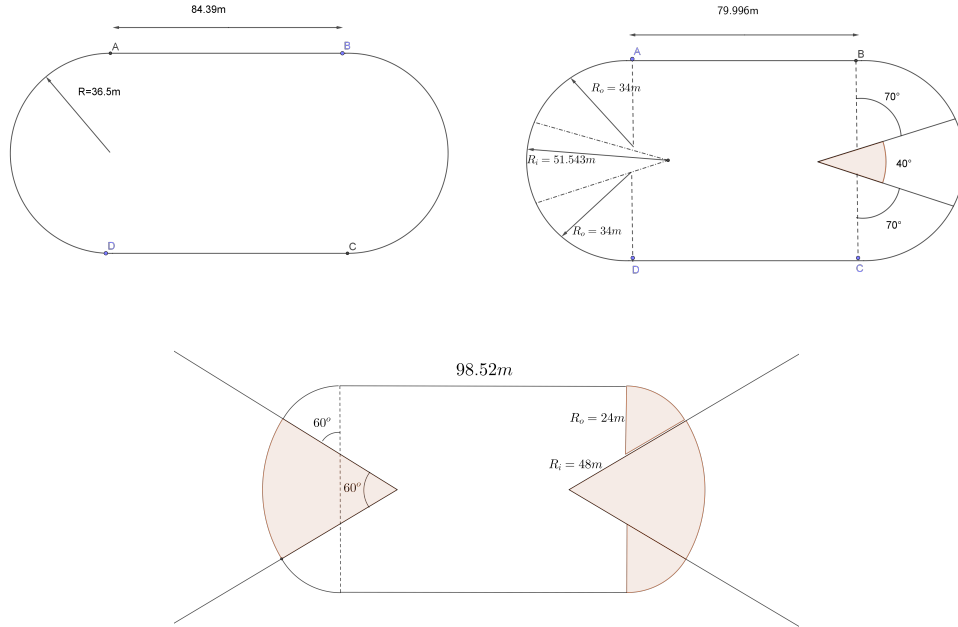 84.39m
A
B
R=36.5m
D
C
79.996m
A
B
R_o = 34m
70°
R_i = 51.543m
40°
70°
R_o = 34m
D
C
98.52m
60^o
R_o = 24m
R_i = 48m
60^o